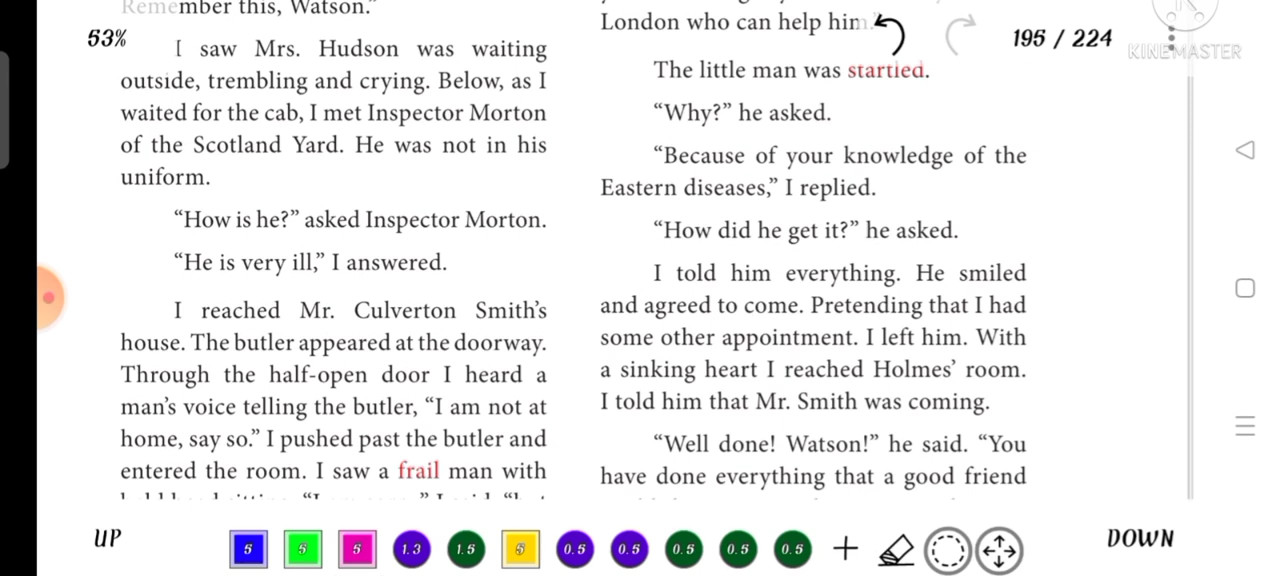 Remember this, Watson."
53%
I saw Mrs. Hudson was waiting
outside, trembling and crying. Below, as I
waited for the cab, I met Inspector Morton
of the Scotland Yard. He was not in his
uniform.
“How is he?” asked Inspector Morton.
“He is very ill,” I answered.
I reached Mr. Culverton Smith’s
house. The butler appeared at the doorway.
Through the half-open door I heard a
man’s voice telling the butler, “I am not at
home, say so.” I pushed past the butler and
entered the room. I saw a frail man with
London who can help him
195 / 224
KINEMASTER
The little man was startled.
“Why?” he asked.
“Because of your knowledge of the
Eastern diseases,” I replied.
“How did he get it?” he asked.
I told him everything. He smiled
and agreed to come. Pretending that I had
some other appointment. I left him. With
a sinking heart I reached Holmes’ room.
I told him that Mr. Smith was coming.
“Well done! Watson!” he said. “You
have done everything that a good friend
UP
5 5 5 1.3 1.5 5 0.5 0.5 0.5 0.5 0.5
DOWN